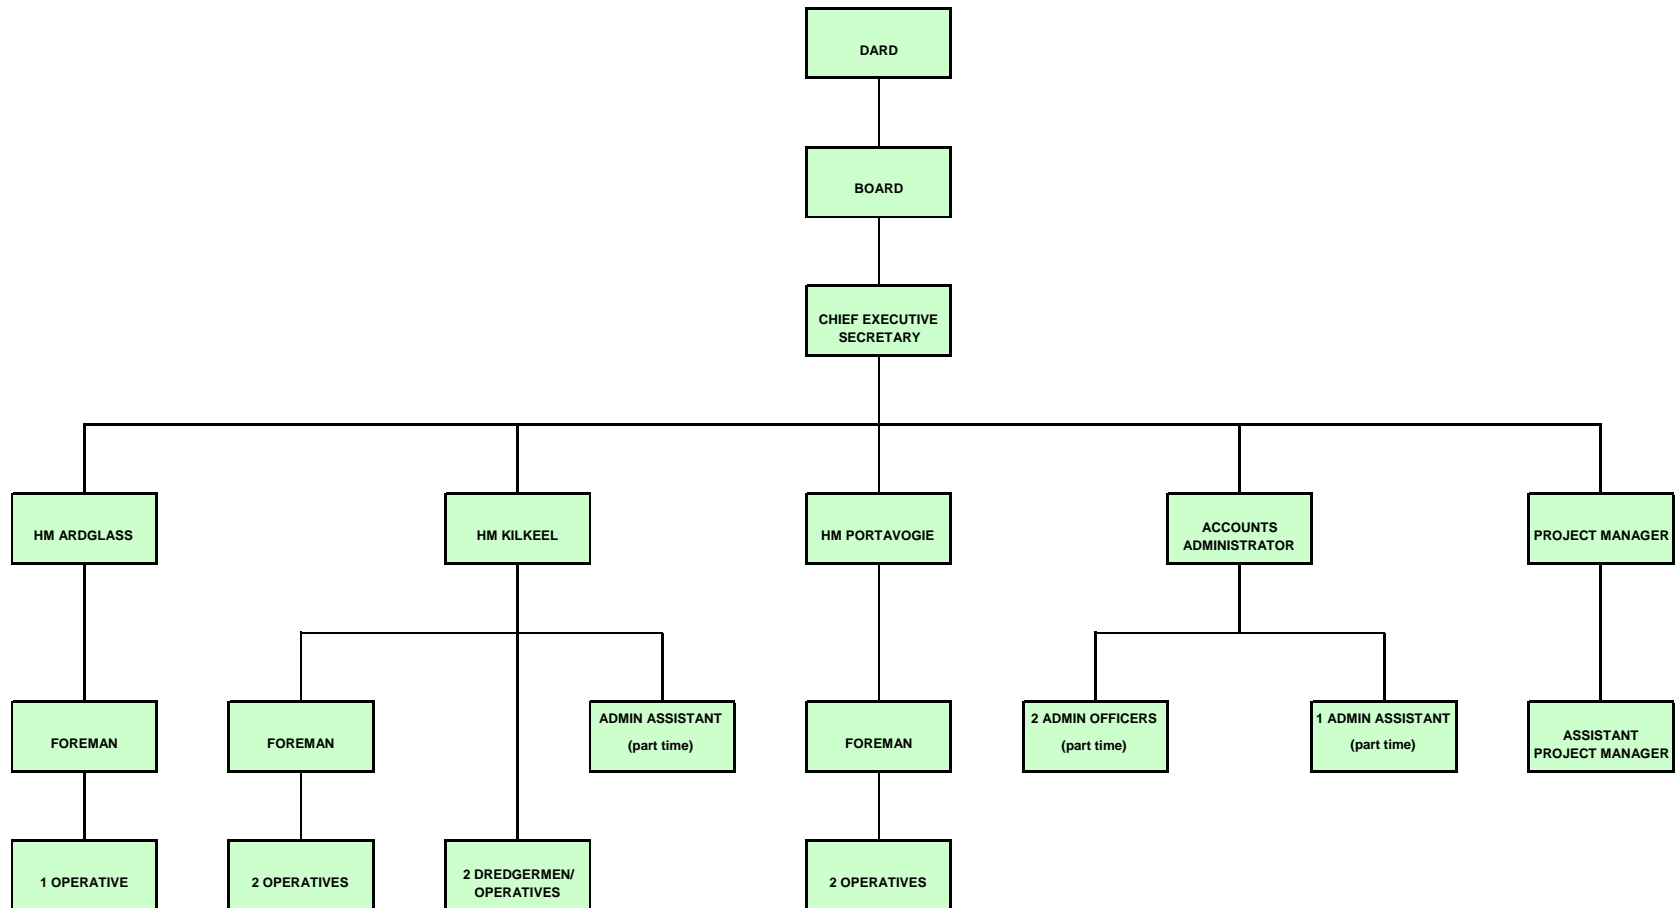 DARD
BOARD
CHIEF EXECUTIVE
SECRETARY
HM ARDGLASS
HM KILKEEL
HM PORTAVOGIE
ACCOUNTS
ADMINISTRATOR
PROJECT MANAGER
FOREMAN
FOREMAN
ADMIN ASSISTANT
(part time)
FOREMAN
2 ADMIN OFFICERS
(part time)
1 ADMIN ASSISTANT
(part time)
ASSISTANT
PROJECT MANAGER
1 OPERATIVE
2 OPERATIVES
2 DREDGERMEN/
OPERATIVES
2 OPERATIVES